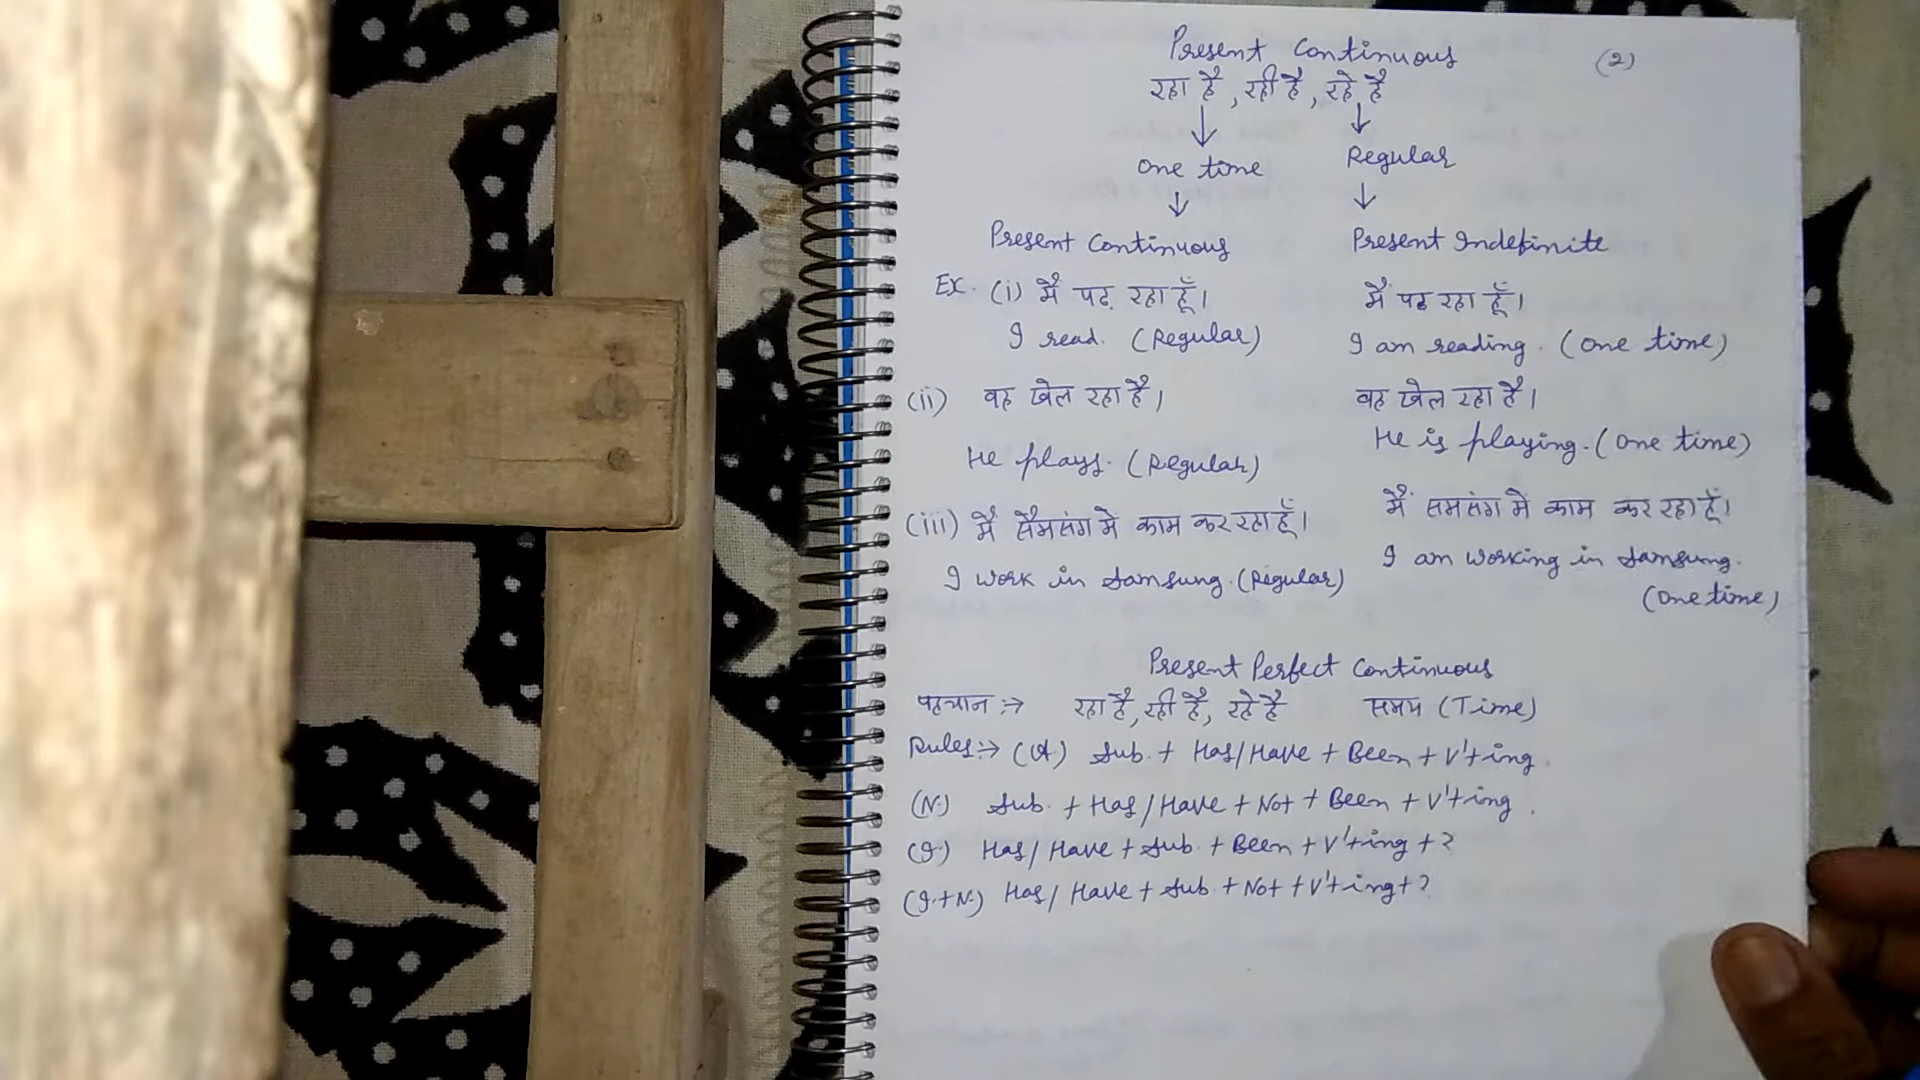 Present Continuous (2)
रहा है, रही है, रहे है
One time Regular
Present Continuous Present Indefinite
Ex. (i) मैं पढ़ रहा हूँ। मैं पढ रहा हूँ।
I read. (Regular) I am reading. (One time)
(ii) वह खेल रहा है। वह खेल रहा है।
He plays. (Regular) He is playing. (One time)
(iii) मैं सैमसंग मे काम कर रहा हूँ। मैं समसंग मे काम कर रहा हूँ।
I work in Samsung. (Regular) I am working in Samsung.
(One time)
Present Perfect Continuous
पहचान :→ रहा है, रही है, रहे है समय (Time)
Rules :→ (A) Sub. + Has/Have + Been + V¹+ing.
(N.) Sub. + Has/Have + Not + Been + V¹+ing.
(I.) Has/Have + Sub. + Been + V¹+ing + ?
(I.+N.) Has/Have + Sub. + Not + V¹+ing+?